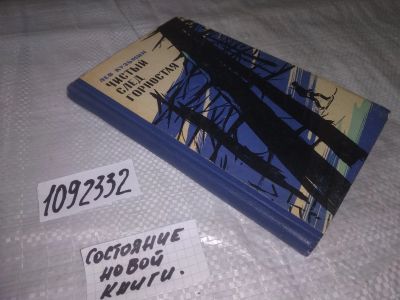 ЛЕВ КУЗЬМИН
ЧИСТЫЙ
СЛЕД
ГОРНОСТАЯ
1092332
СОСТОЯНИЕ
НОВОЙ
КНИГИ.